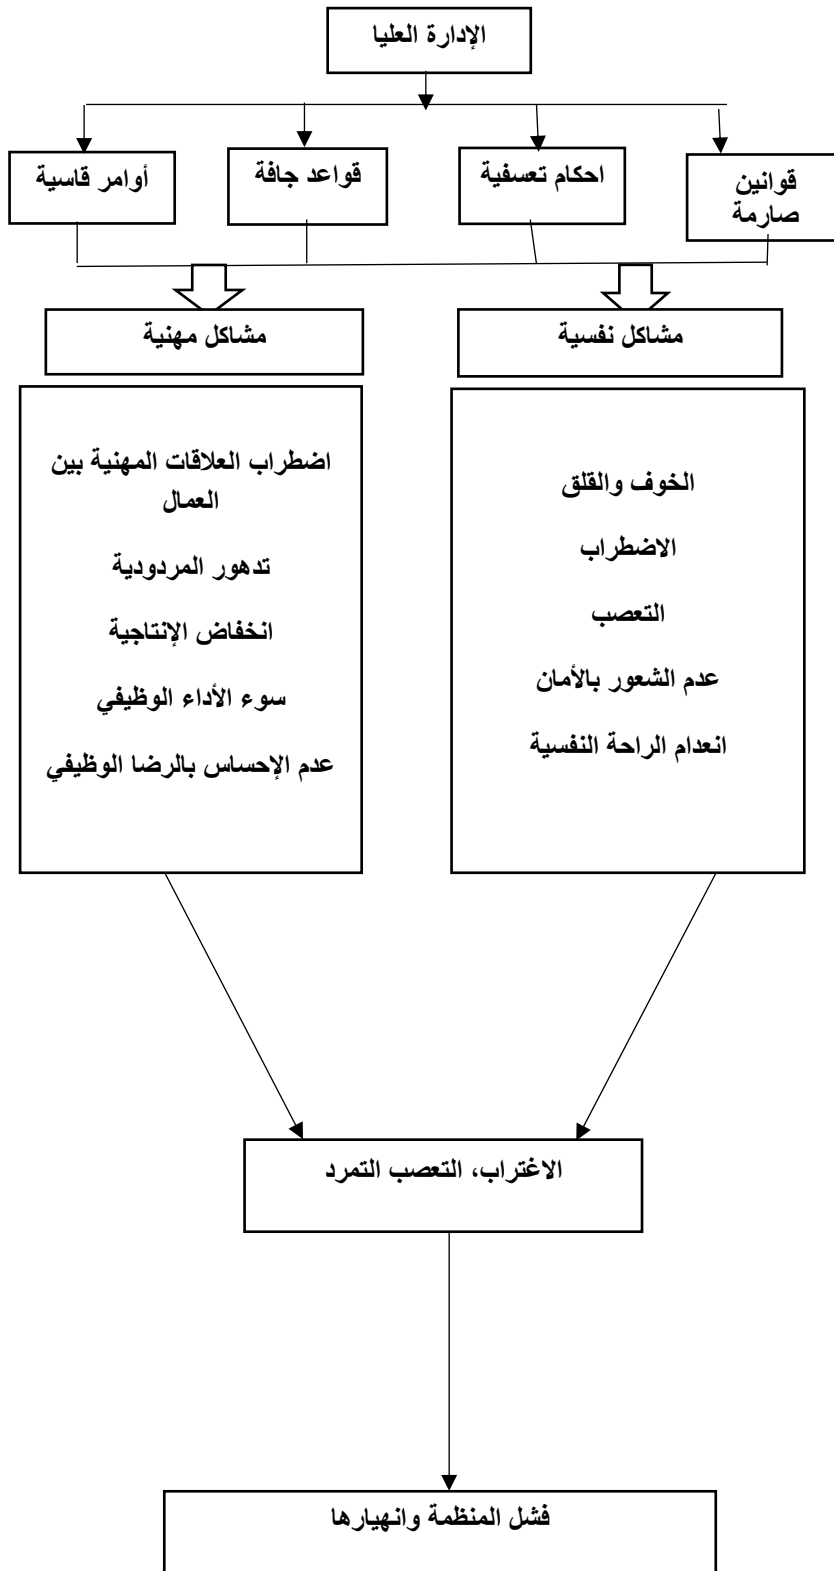 الإدارة العليا
قوانين
صارمة
احكام تعسفية
قواعد جافة
أوامر قاسية
مشاكل نفسية
مشاكل مهنية
الخوف والقلق
الاضطراب
التعصب
عدم الشعور بالأمان
انعدام الراحة النفسية
اضطراب العلاقات المهنية بين
العمال
تدهور المردودية
انخفاض الإنتاجية
سوء الأداء الوظيفي
عدم الإحساس بالرضا الوظيفي
الاغتراب، التعصب التمرد
فشل المنظمة وانهيارها